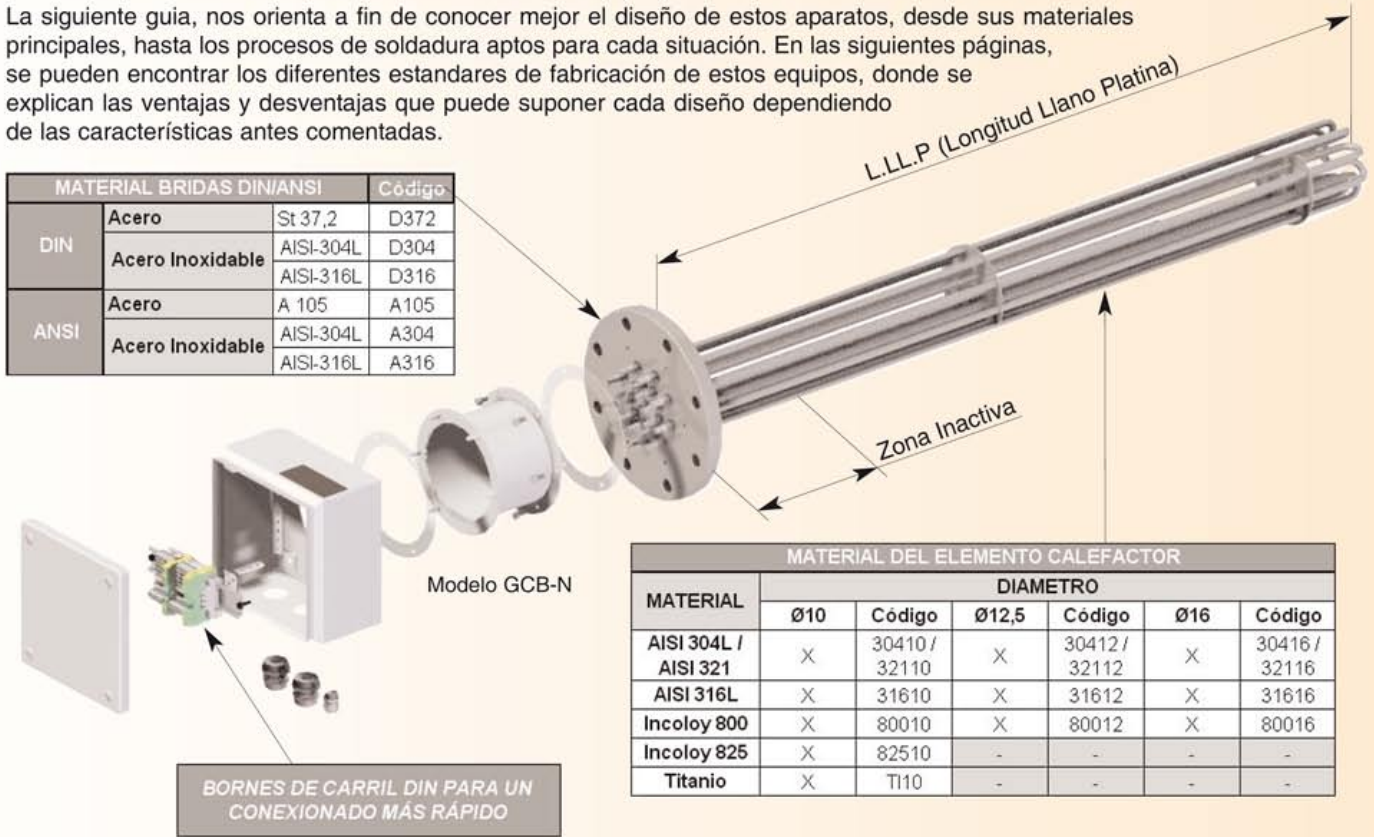 La siguiente guia, nos orienta a fin de conocer mejor el diseño de estos aparatos, desde sus materiales
principales, hasta los procesos de soldadura aptos para cada situación. En las siguientes páginas,
se pueden encontrar los diferentes estandares de fabricación de estos equipos, donde se
explican las ventajas y desventajas que puede suponer cada diseño dependiendo
de las características antes comentadas.
L.LL.P (Longitud Llano Platina)
MATERIAL BRIDAS DIN/ANSI Código
DIN Acero St 37,2 D372
Acero Inoxidable AISI-304L D304
AISI-316L D316
ANSI Acero A 105 A105
Acero Inoxidable AISI-304L A304
AISI-316L A316
Zona Inactiva
Modelo GCB-N
MATERIAL DEL ELEMENTO CALEFACTOR
MATERIAL DIAMETRO
Ø10 Código Ø12,5 Código Ø16 Código
AISI 304L / AISI 321 X 30410 / 32110 X 30412 / 32112 X 30416 / 32116
AISI 316L X 31610 X 31612 X 31616
Incoloy 800 X 80010 X 80012 X 80016
Incoloy 825 X 82510 - - - -
Titanio X TI10 - - - -
BORNES DE CARRIL DIN PARA UN
CONEXIONADO MÁS RÁPIDO